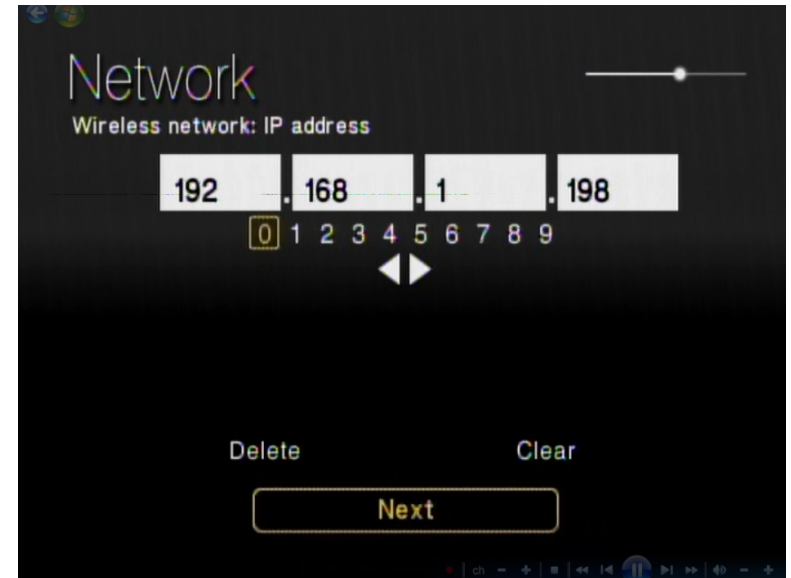 Network
Wireless network: IP address
192 . 168 . 1 . 198
0 1 2 3 4 5 6 7 8 9
Delete Clear
Next
ch